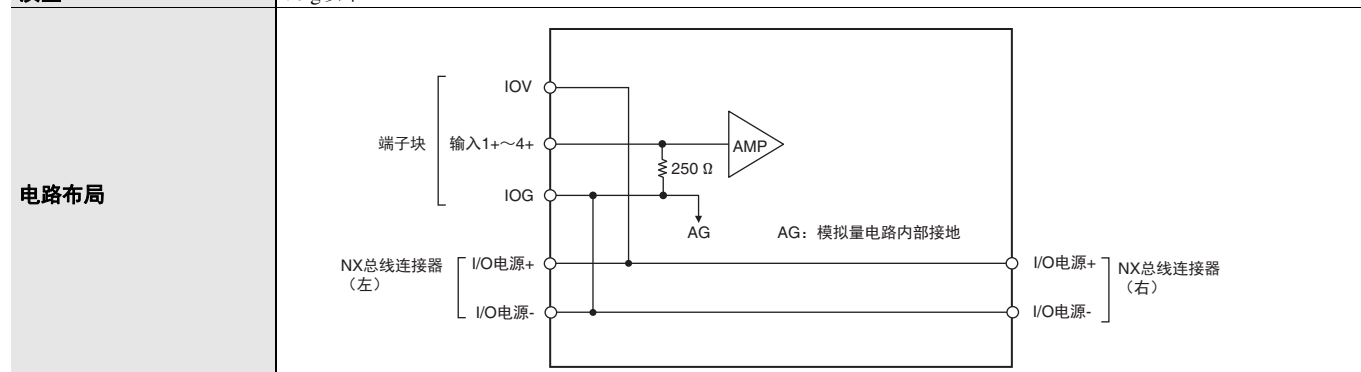 电路布局
IOV
端子块
输入1+～4+
AMP
250 Ω
IOG
AG
AG：模拟量电路内部接地
NX总线连接器
（左）
I/O电源+
I/O电源-
I/O电源+
I/O电源-
NX总线连接器
（右）